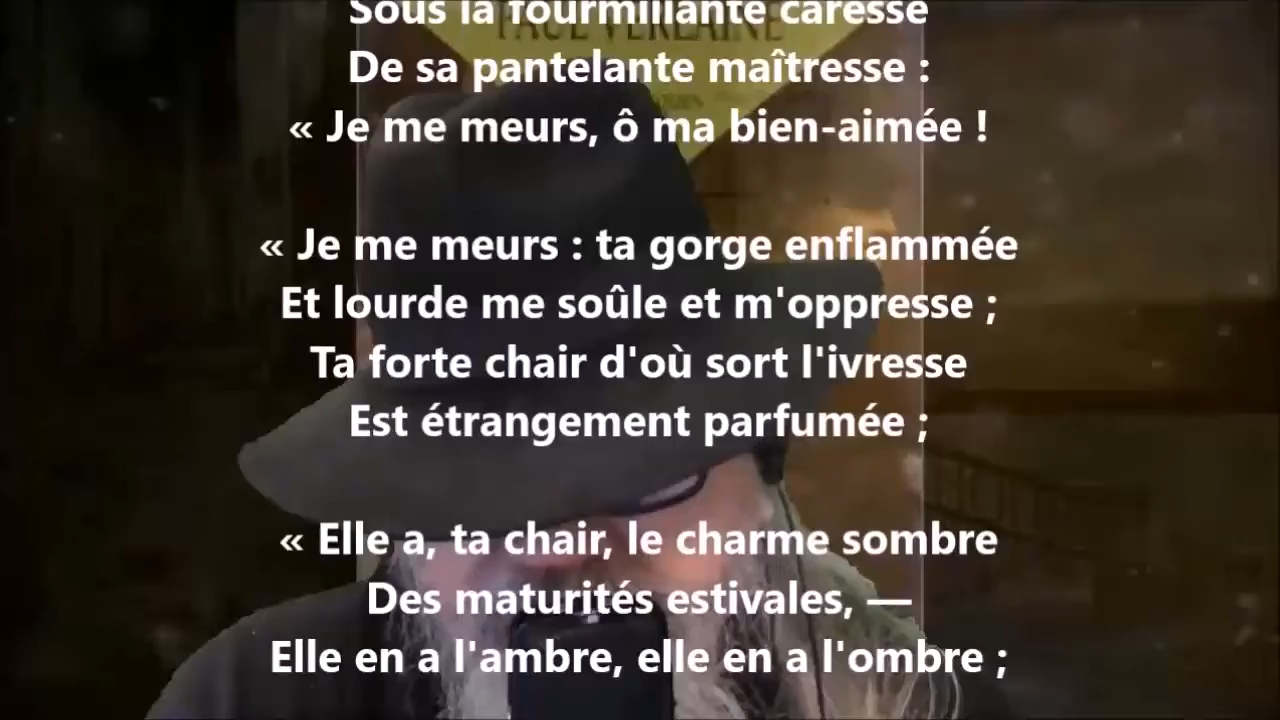 Sous la fourmillante caresse
PAUL VERLAINE
De sa pantelante maîtresse :
« Je me meurs, ô ma bien-aimée !
« Je me meurs : ta gorge enflammée
Et lourde me soûle et m'oppresse ;
Ta forte chair d'où sort l'ivresse
Est étrangement parfumée ;
« Elle a, ta chair, le charme sombre
Des maturités estivales, —
Elle en a l'ambre, elle en a l'ombre ;